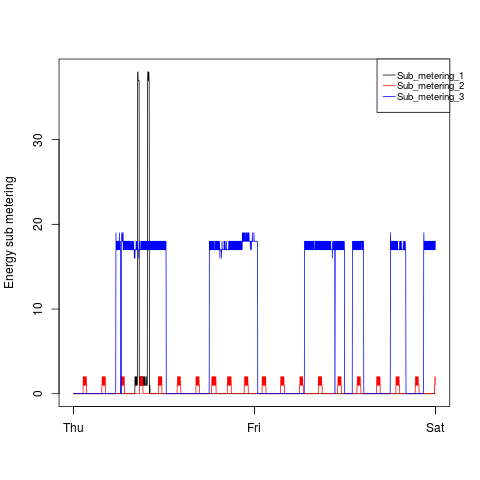 Sub_metering_1
Sub_metering_2
Sub_metering_3
Energy sub metering
30
20
10
0
Thu
Fri
Sat